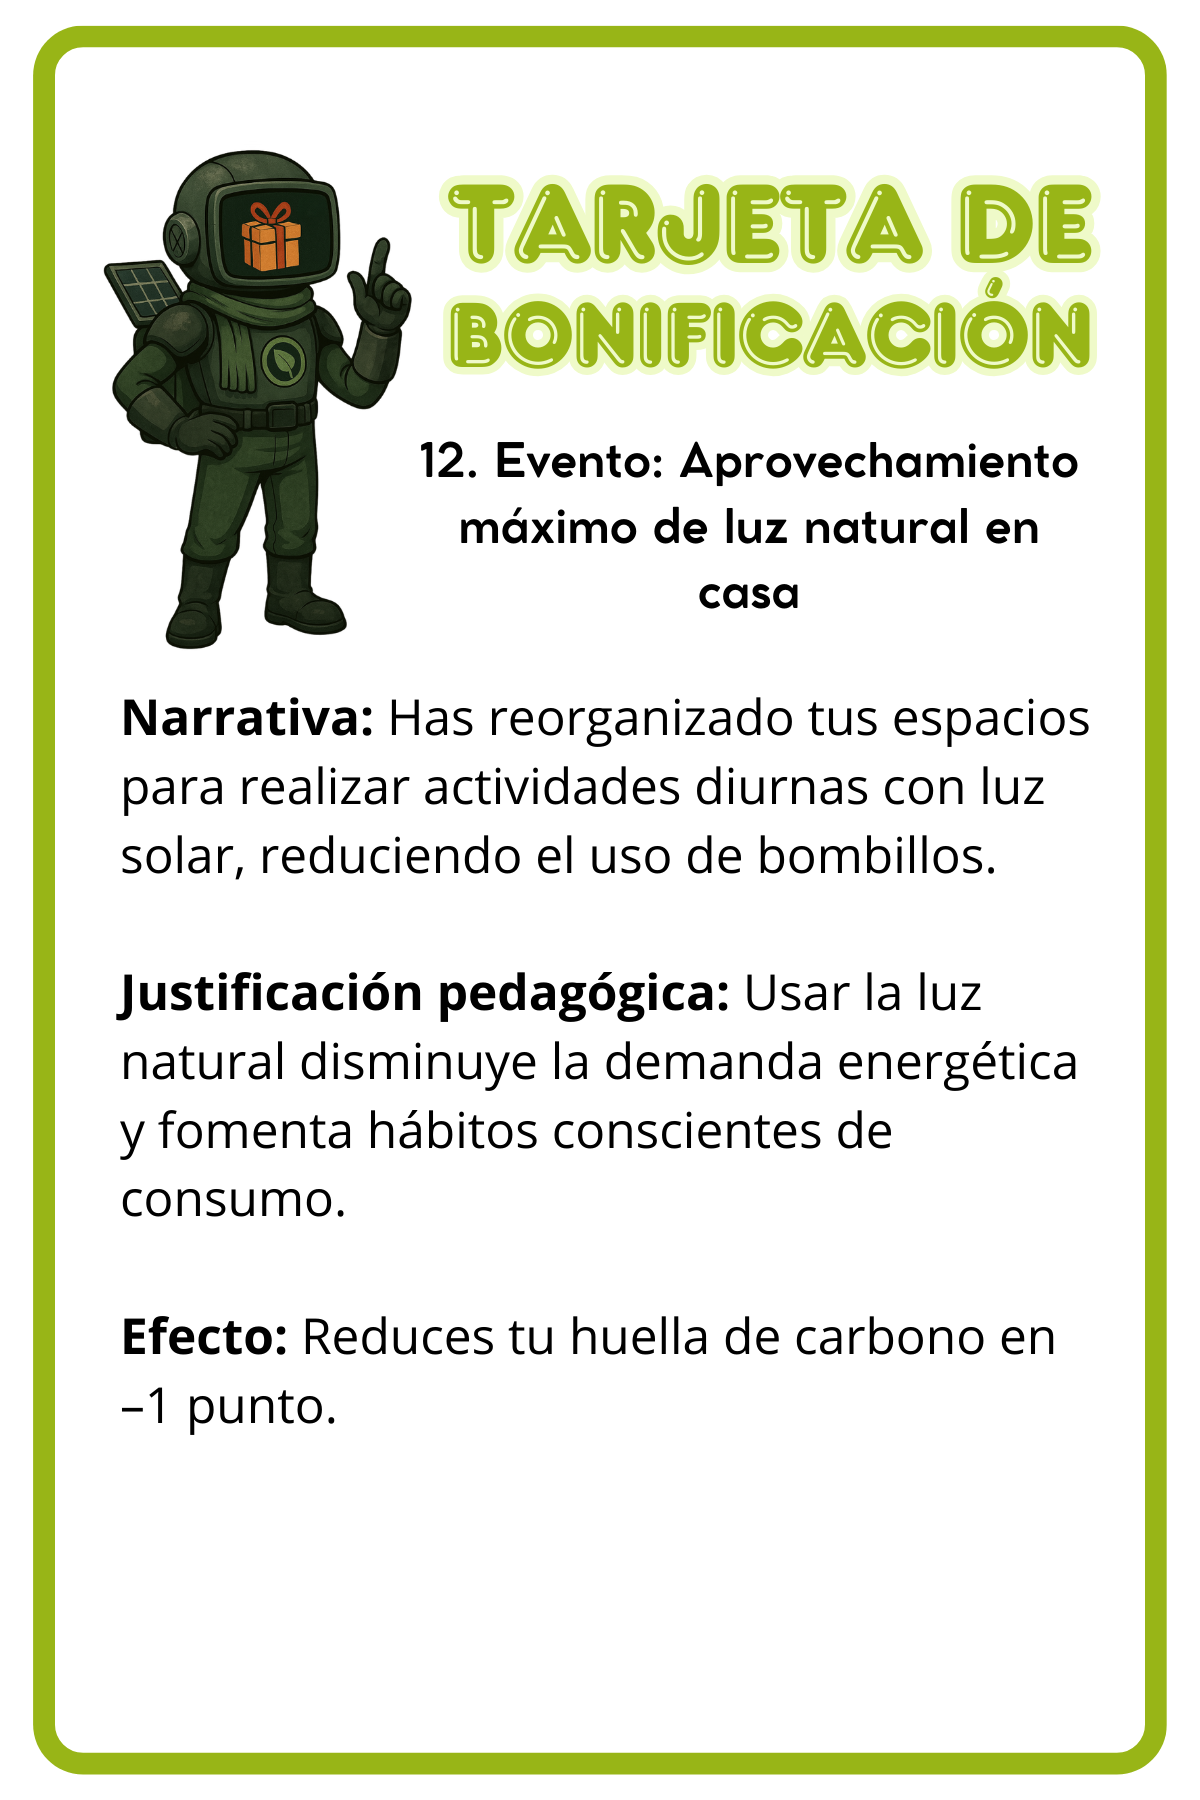 TARJETA DE
BONIFICACIÓN
12. Evento: Aprovechamiento
máximo de luz natural en
casa
Narrativa: Has reorganizado tus espacios
para realizar actividades diurnas con luz
solar, reduciendo el uso de bombillos.
Justificación pedagógica: Usar la luz
natural disminuye la demanda energética
y fomenta hábitos conscientes de
consumo.
Efecto: Reduces tu huella de carbono en
–1 punto.